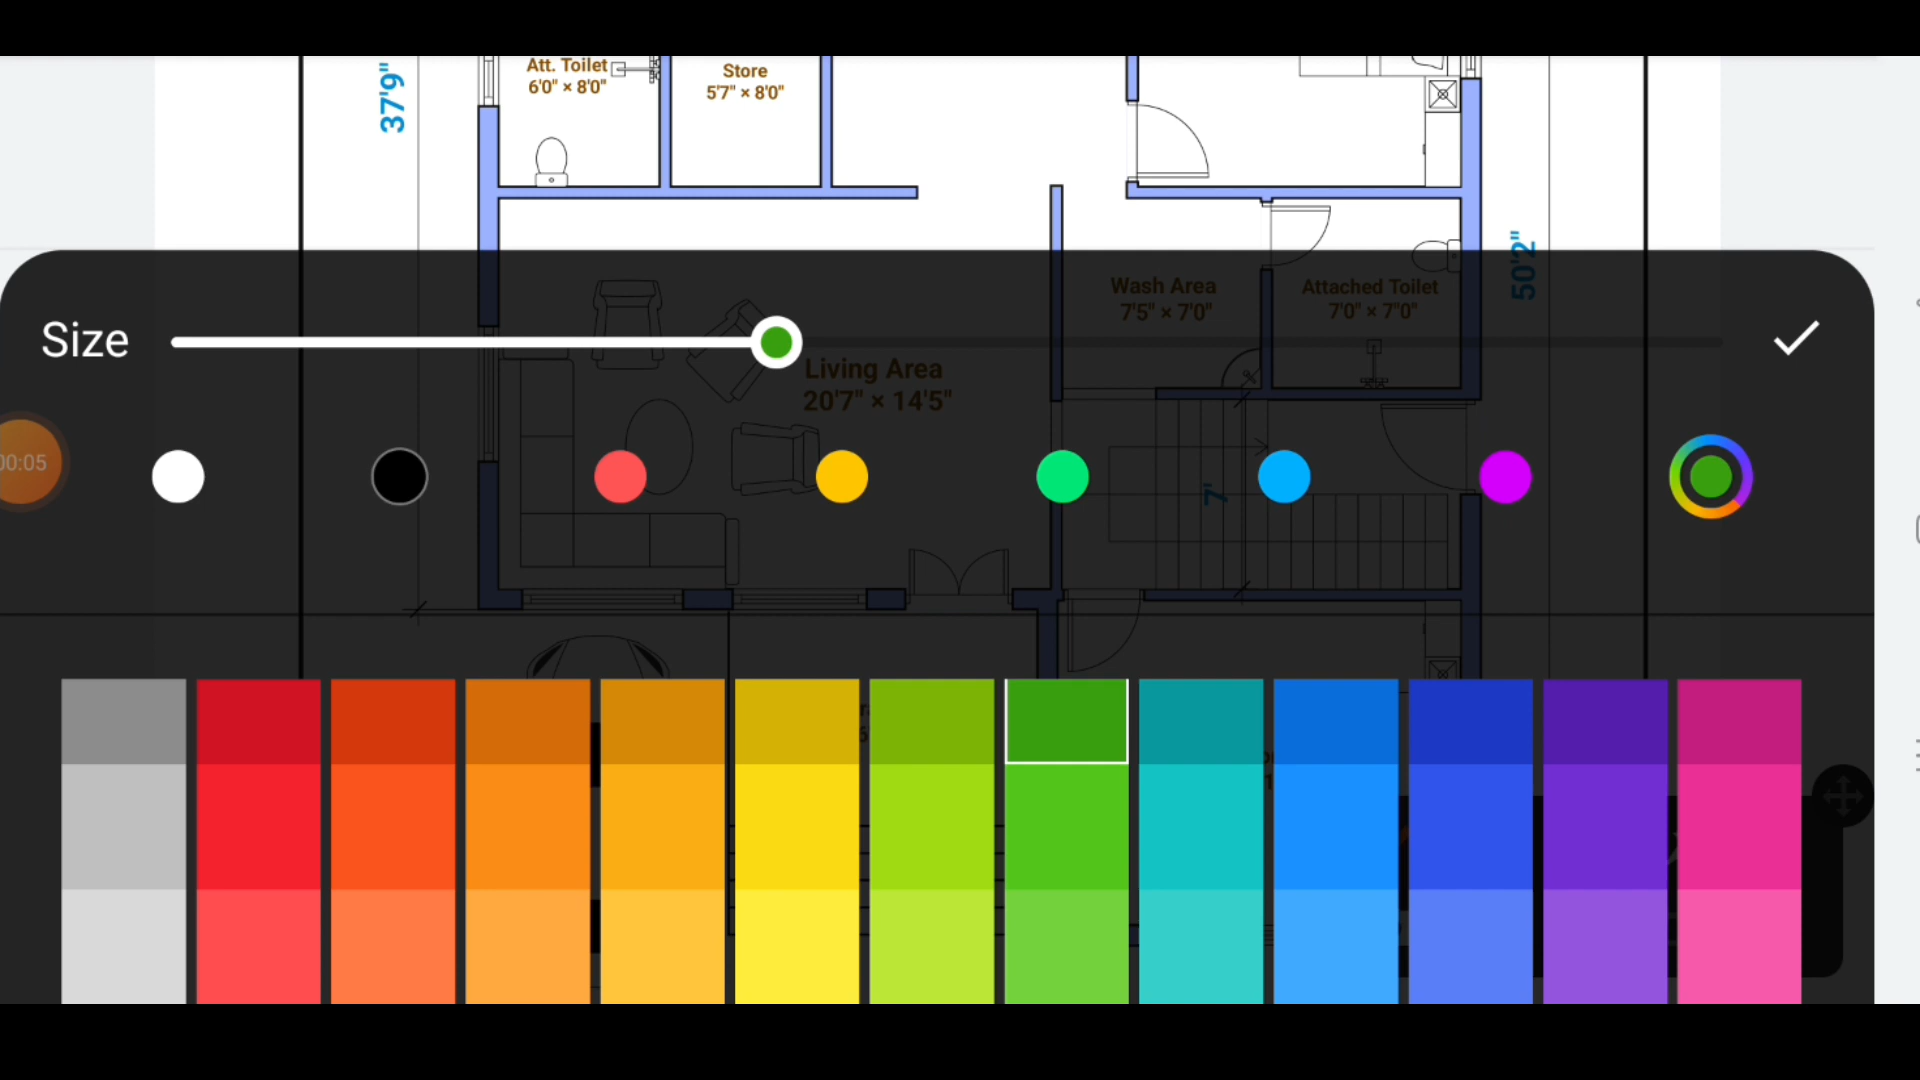 Att. Toilet
6'0" × 8'0"
Store
5'7" × 8'0"
37'9"
50'2"
Wash Area
7'5" × 7'0"
Attached Toilet
7'0" × 7"0"
Size
Living Area
20'7" × 14'5"
00:05
7'